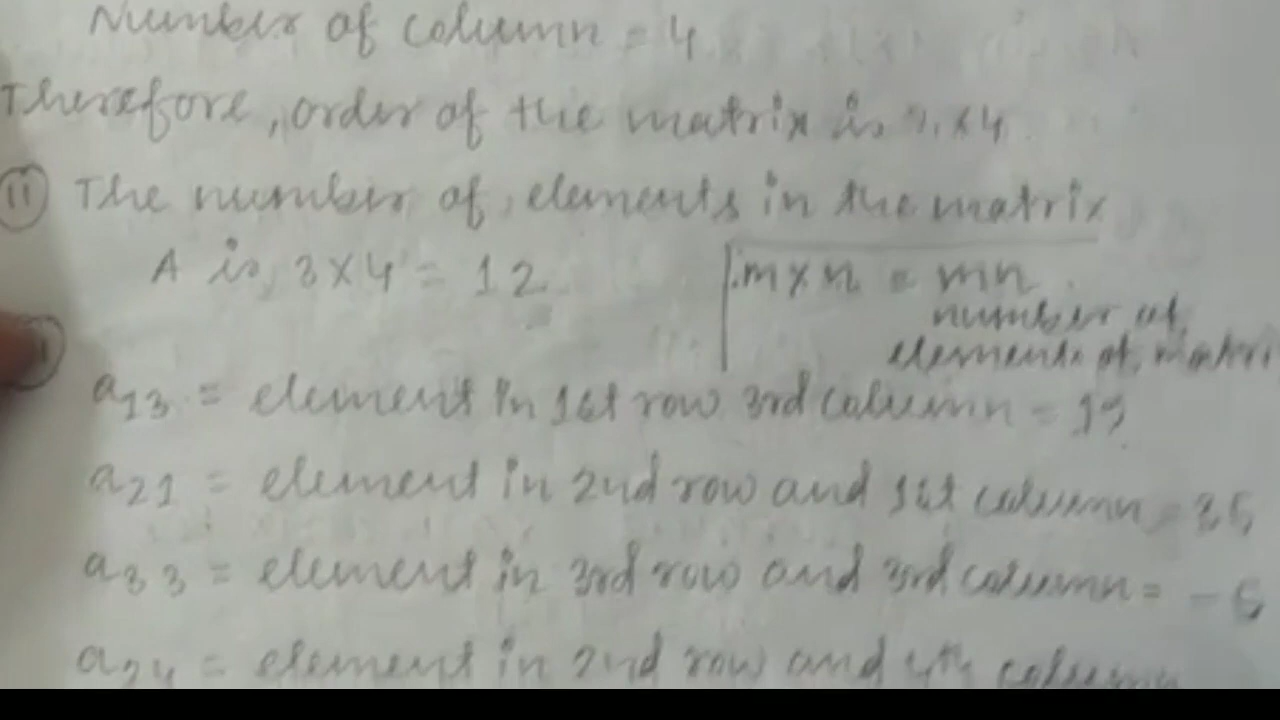 Number of column = 4
Therefore, order of the matrix is 3 × 4
(ii) The number of elements in the matrix
A is 3 × 4 = 12
m × n = mn
number of
elements of matri
a13 = element in 1st row 3rd column = 19
a21 = element in 2nd row and 1st column = 35
a33 = element in 3rd row and 3rd column = -5
a24 = element in 2nd row and 4th column